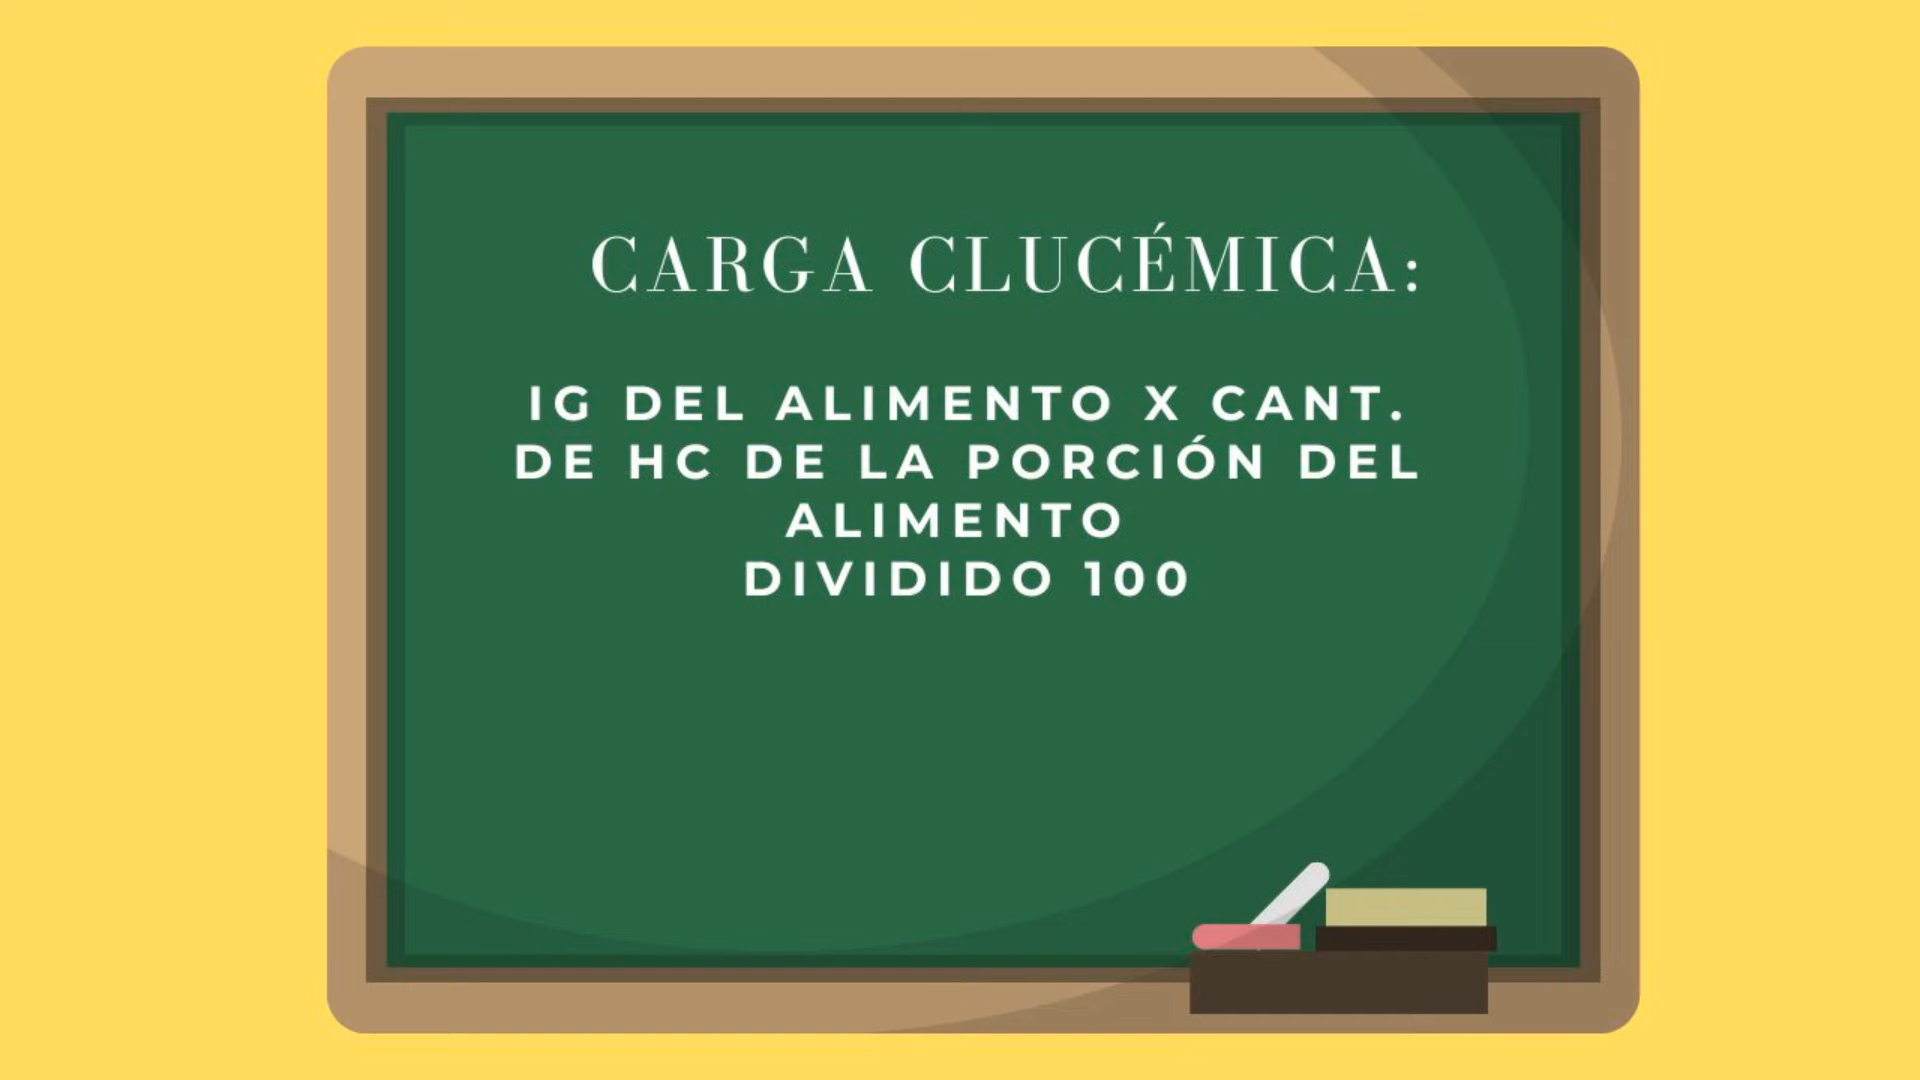 CARGA CLUCÉMICA:
IG DEL ALIMENTO X CANT.
DE HC DE LA PORCIÓN DEL
ALIMENTO
DIVIDIDO 100